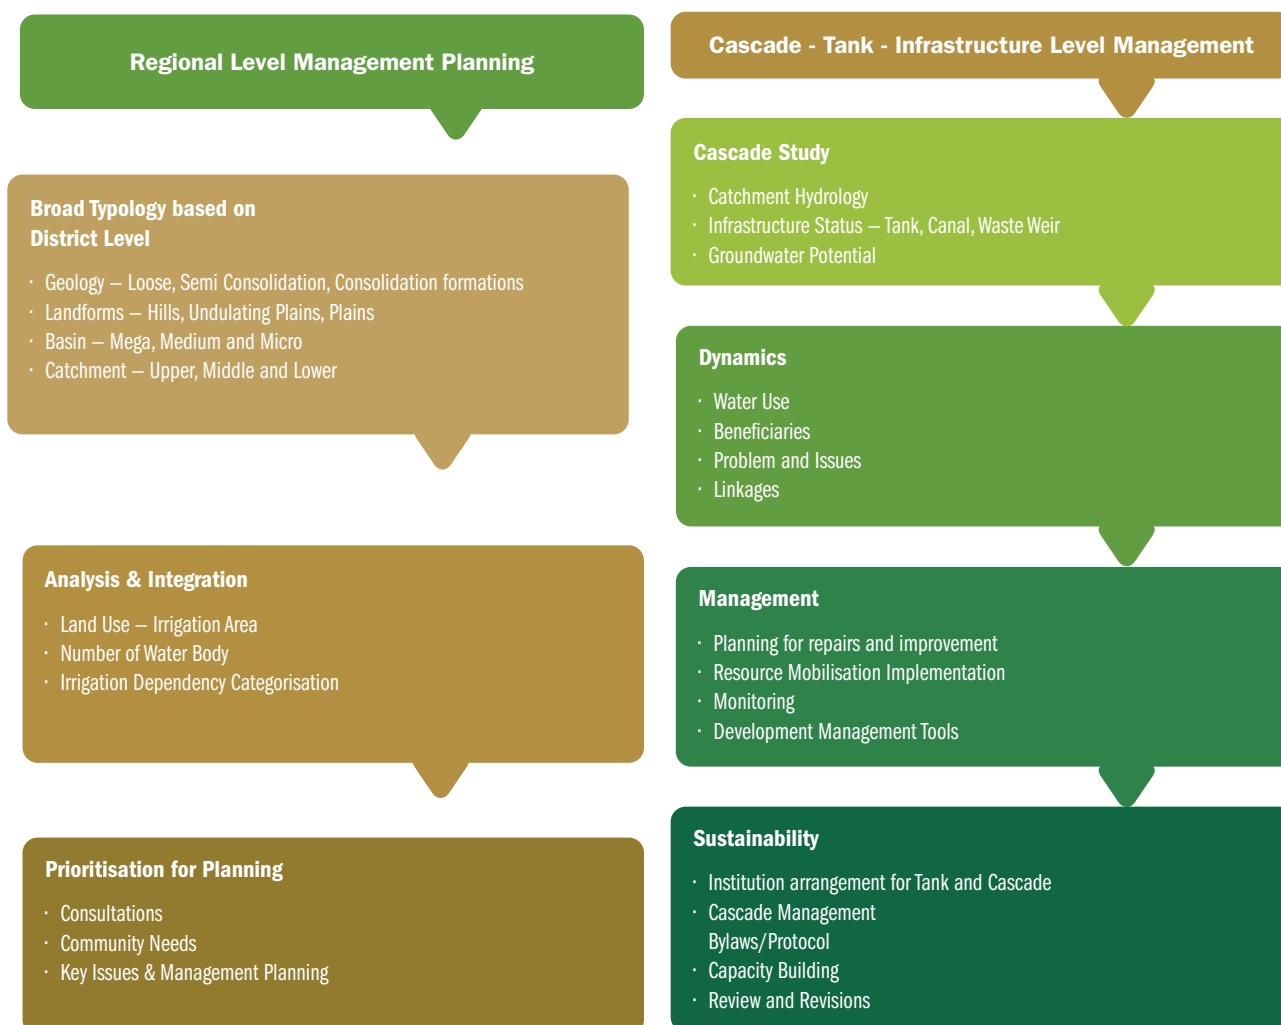 Regional Level Management Planning
Broad Typology based on
District Level
· Geology – Loose, Semi Consolidation, Consolidation formations
· Landforms – Hills, Undulating Plains, Plains
· Basin – Mega, Medium and Micro
· Catchment – Upper, Middle and Lower
Analysis & Integration
· Land Use – Irrigation Area
· Number of Water Body
· Irrigation Dependency Categorisation
Prioritisation for Planning
· Consultations
· Community Needs
· Key Issues & Management Planning
Cascade - Tank - Infrastructure Level Management
Cascade Study
· Catchment Hydrology
· Infrastructure Status – Tank, Canal, Waste Weir
· Groundwater Potential
Dynamics
· Water Use
· Beneficiaries
· Problem and Issues
· Linkages
Management
· Planning for repairs and improvement
· Resource Mobilisation Implementation
· Monitoring
· Development Management Tools
Sustainability
· Institution arrangement for Tank and Cascade
· Cascade Management
Bylaws/Protocol
· Capacity Building
· Review and Revisions